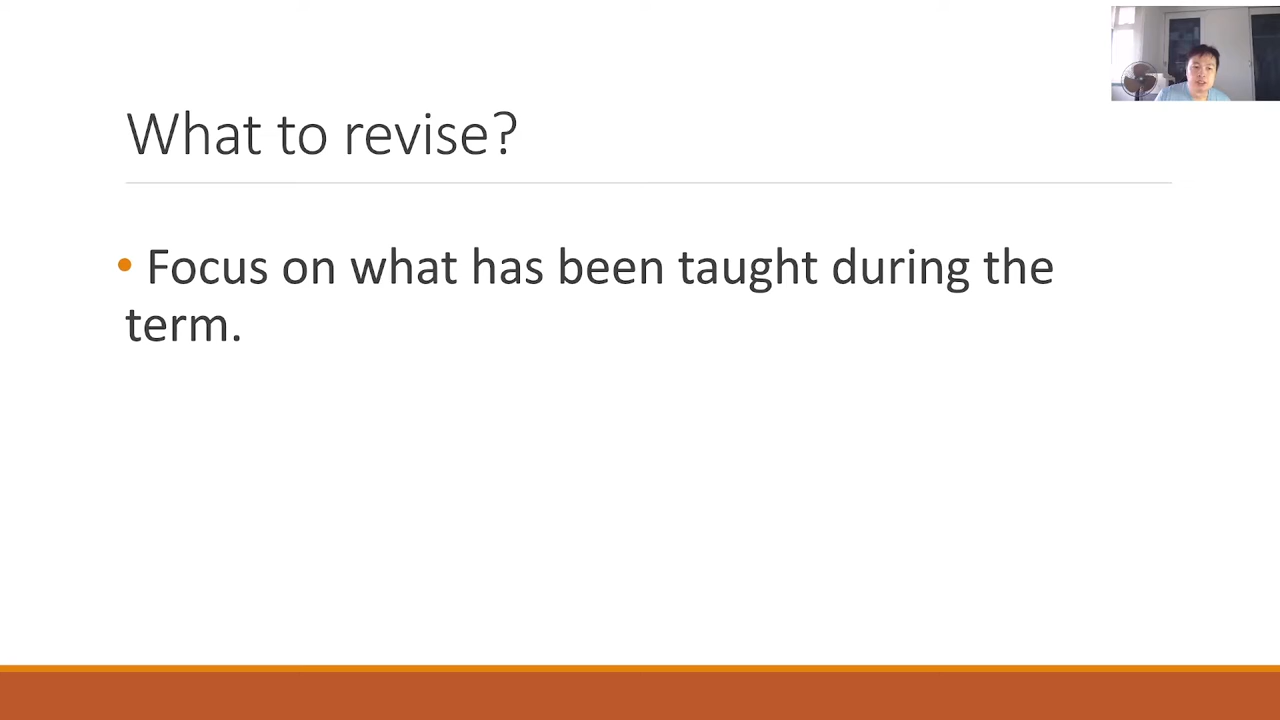 What to revise?
• Focus on what has been taught during the
term.